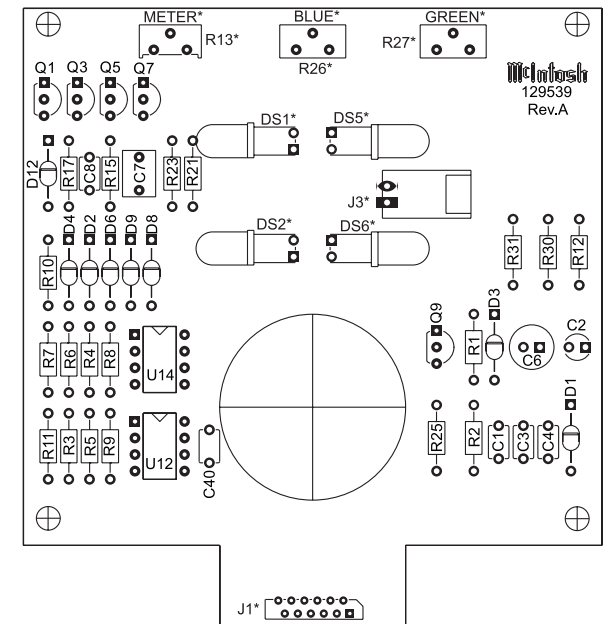 METER* BLUE* GREEN*
R13* R27*
R26*
Q1 Q3 Q5 Q7
McIntosh
129539
Rev.A
DS1* DS5*
D12 R17 C8 R15 C7 R23 R21
J3*
D4 D2 D6 D9 D8
DS2* DS6*
R10
R31 R30 R12
Q9 R1 D3 C6 C2
R7 R6 R4 R8
U14
D1
R11 R3 R5 R9
U12
C40
R25 R2 C1 C3 C4
J1*